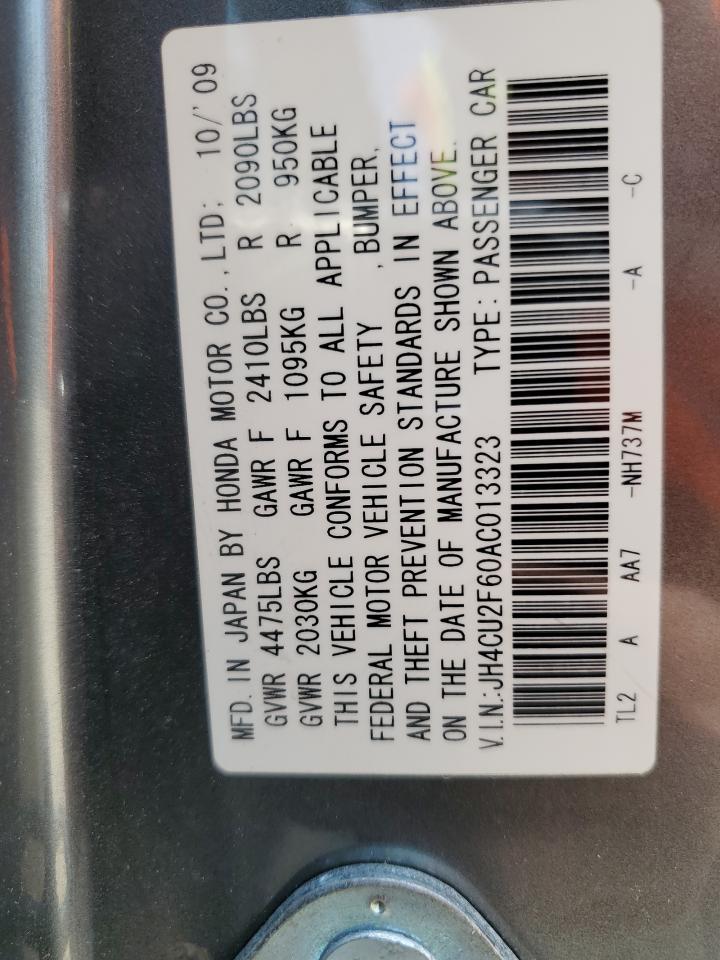 MFD. IN JAPAN BY HONDA MOTOR CO., LTD; 10/'09
GVWR 4475LBS GAWR F 2410LBS R 2090LBS
GVWR 2030KG GAWR F 1095KG R 950KG
THIS VEHICLE CONFORMS TO ALL APPLICABLE
FEDERAL MOTOR VEHICLE SAFETY , BUMPER,
AND THEFT PREVENTION STANDARDS IN EFFECT
ON THE DATE OF MANUFACTURE SHOWN ABOVE.
V.I.N.:JH4CU2F60AC013323 TYPE:PASSENGER CAR
TL2 A AA7 -NH737M -A -C